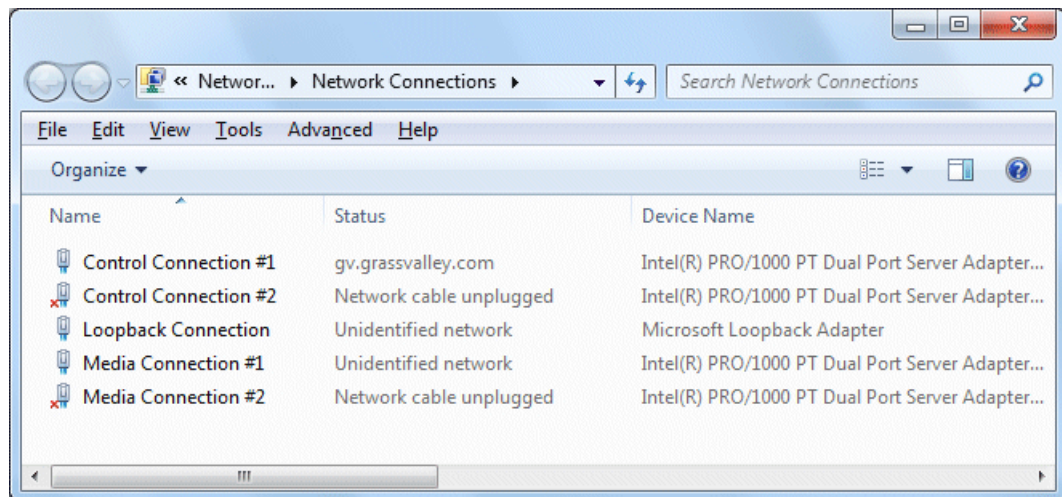 « Networ... ▸ Network Connections ▸ Search Network Connections
File Edit View Tools Advanced Help
Organize
Name Status Device Name
Control Connection #1 gv.grassvalley.com Intel(R) PRO/1000 PT Dual Port Server Adapter...
Control Connection #2 Network cable unplugged Intel(R) PRO/1000 PT Dual Port Server Adapter...
Loopback Connection Unidentified network Microsoft Loopback Adapter
Media Connection #1 Unidentified network Intel(R) PRO/1000 PT Dual Port Server Adapter...
Media Connection #2 Network cable unplugged Intel(R) PRO/1000 PT Dual Port Server Adapter...